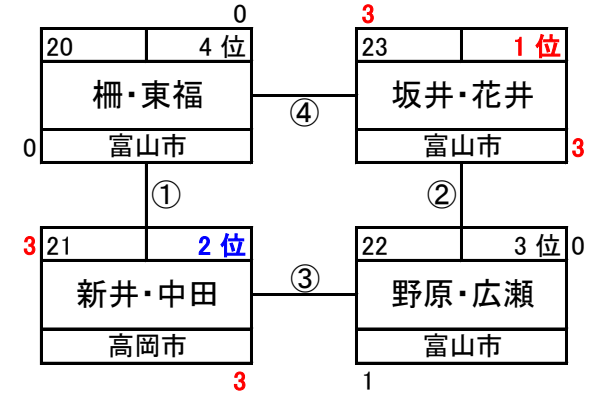 0 3
20 4 位 23 1 位
柵・東福 坂井・花井
④
0 富山市 富山市 3
① ②
3 21 2 位 22 3 位 0
新井・中田 ③ 野原・広瀬
高岡市 富山市
3 1